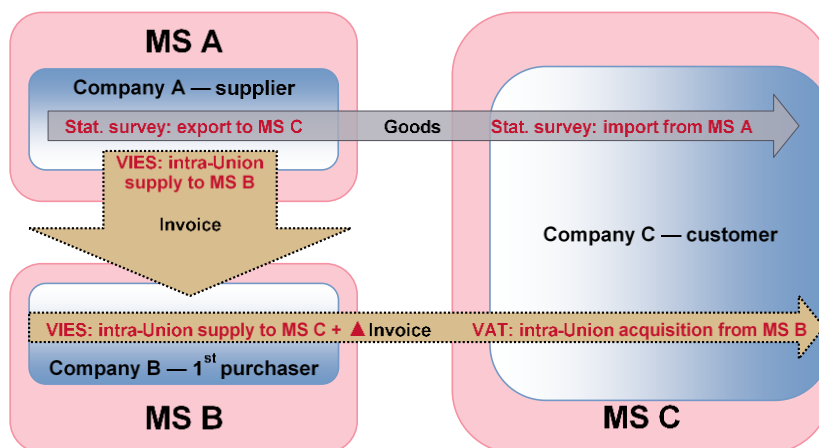 MS A
Company A — supplier
Stat. survey: export to MS C Goods Stat. survey: import from MS A
VIES: intra-Union
supply to MS B
Invoice
Company C — customer
VIES: intra-Union supply to MS C + ▲ Invoice VAT: intra-Union acquisition from MS B
Company B — 1st purchaser
MS B
MS C